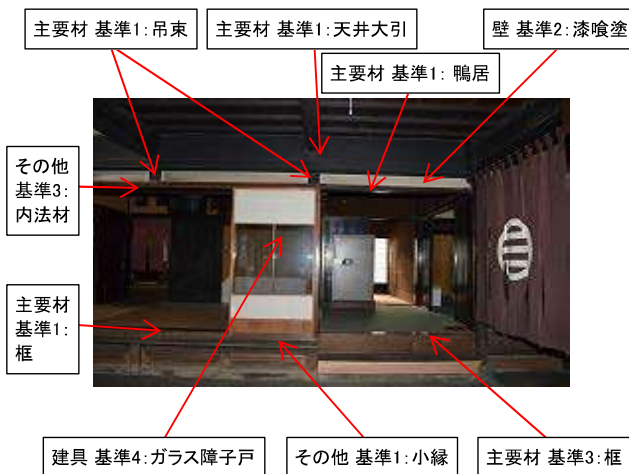 主要材 基準1:吊束
主要材 基準1:天井大引
壁 基準2:漆喰塗
主要材 基準1: 鴨居
その他
基準3:
内法材
主要材
基準1:
框
建具 基準4:ガラス障子戸
その他 基準1:小縁
主要材 基準3:框